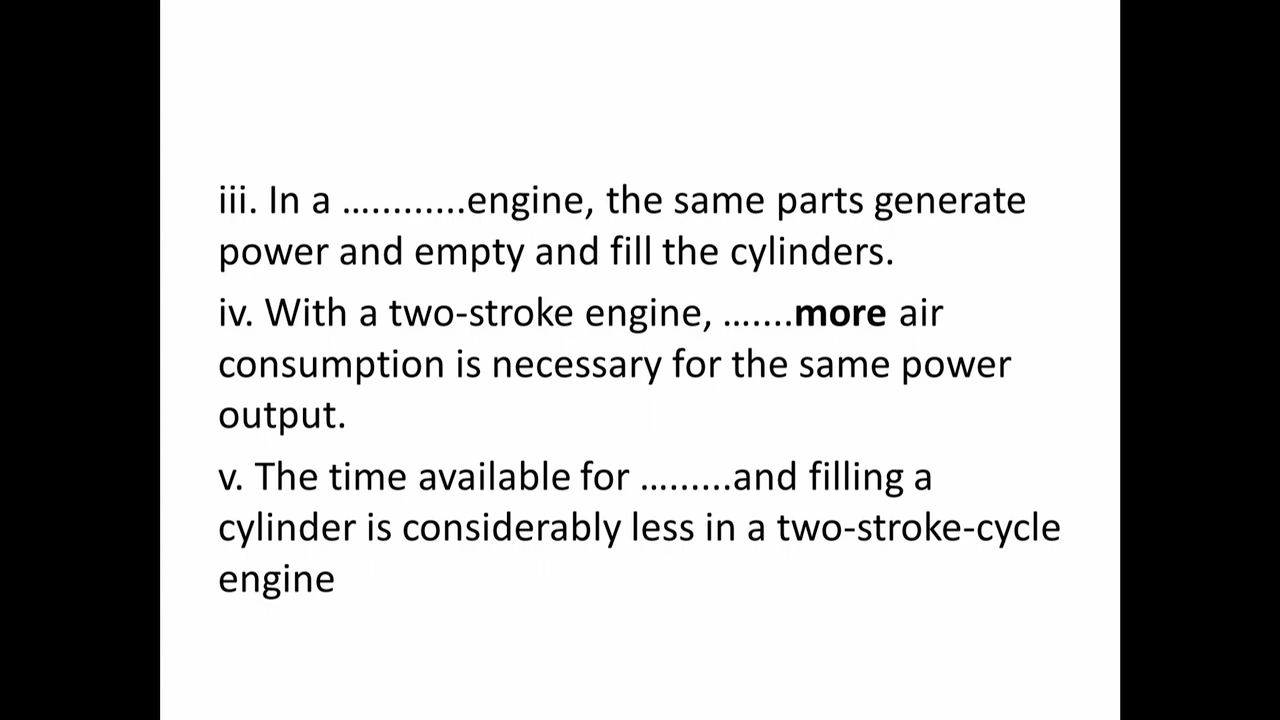 iii. In a ….........engine, the same parts generate
power and empty and fill the cylinders.
iv. With a two-stroke engine, …....more air
consumption is necessary for the same power
output.
v. The time available for …......and filling a
cylinder is considerably less in a two-stroke-cycle
engine